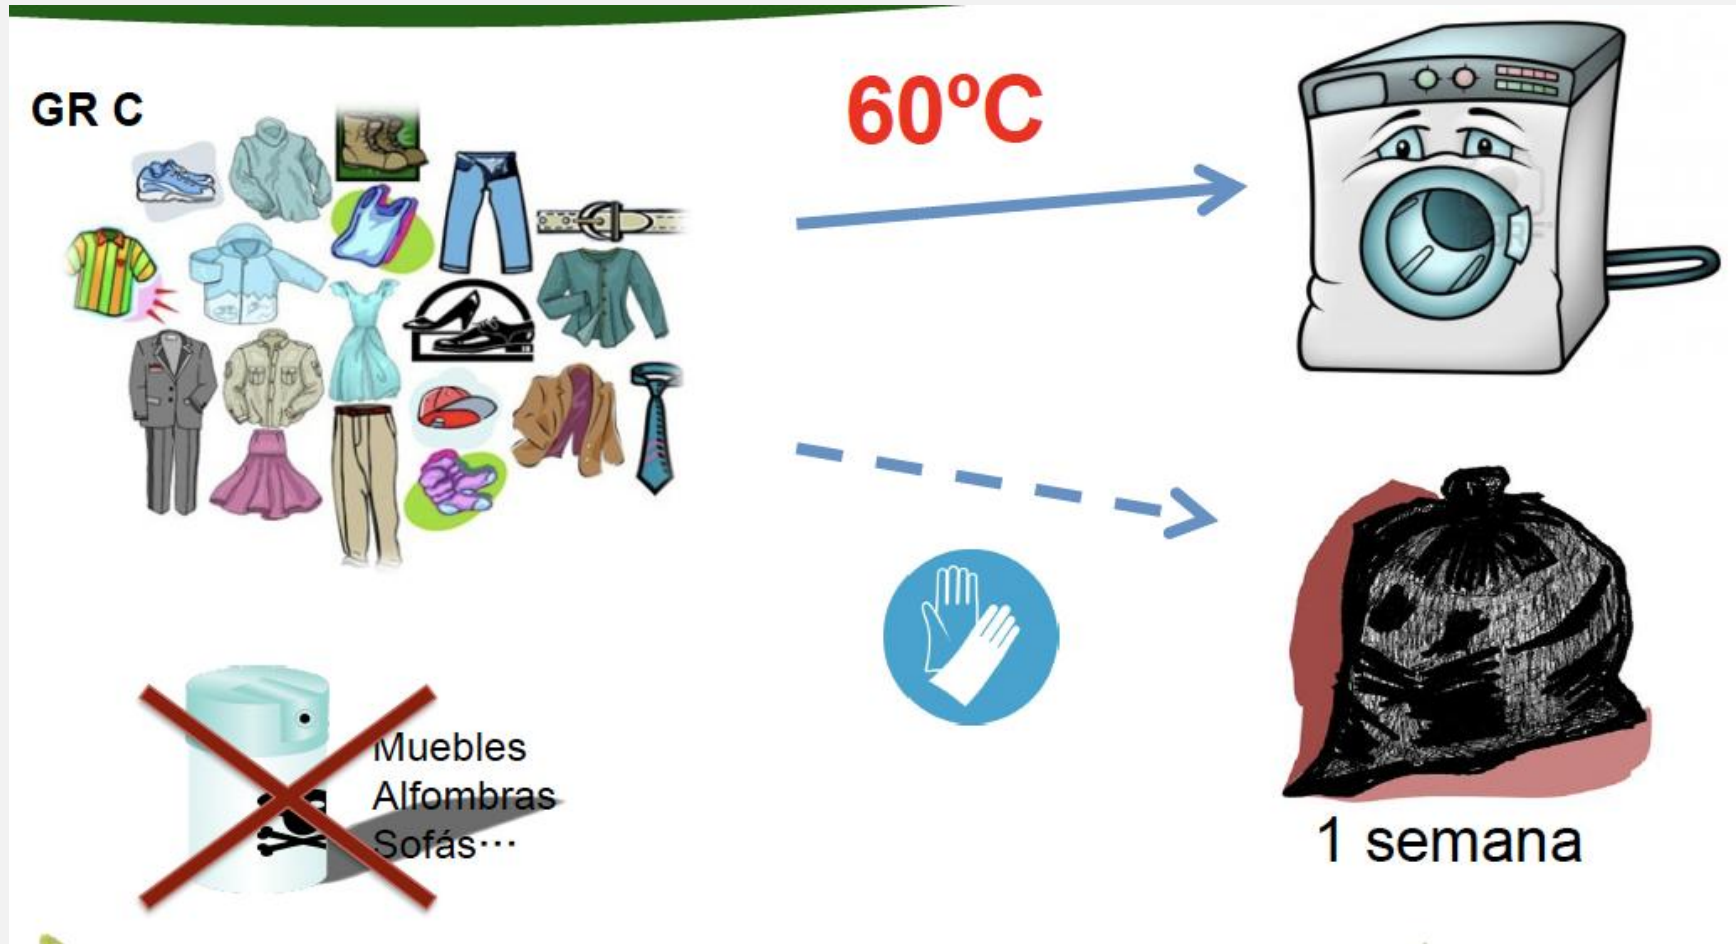 GR C
60ºC
Muebles
Alfombras
Sofás…
1 semana